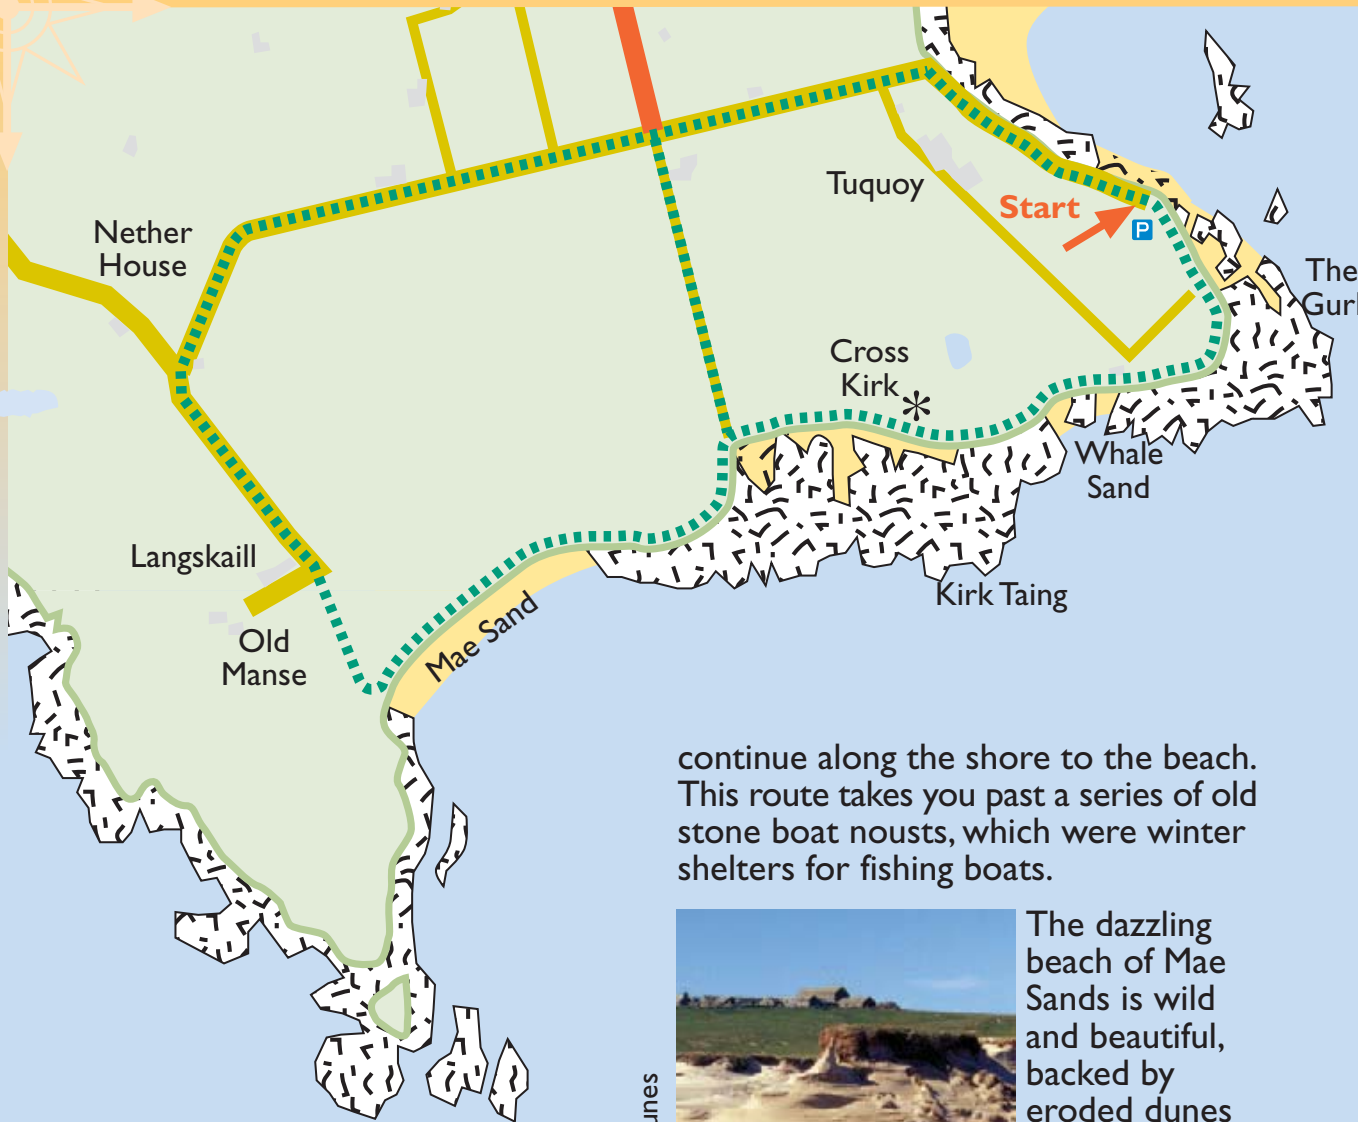 Tuquoy
Start
P
Nether
House
The
Cross
Kirk
Whale
Sand
Langskaill
Kirk Taing
Mae Sand
Old
Manse
continue along the shore to the beach.
This route takes you past a series of old
stone boat nousts, which were winter
shelters for fishing boats.
The dazzling
beach of Mae
Sands is wild
and beautiful,
backed by
eroded dunes